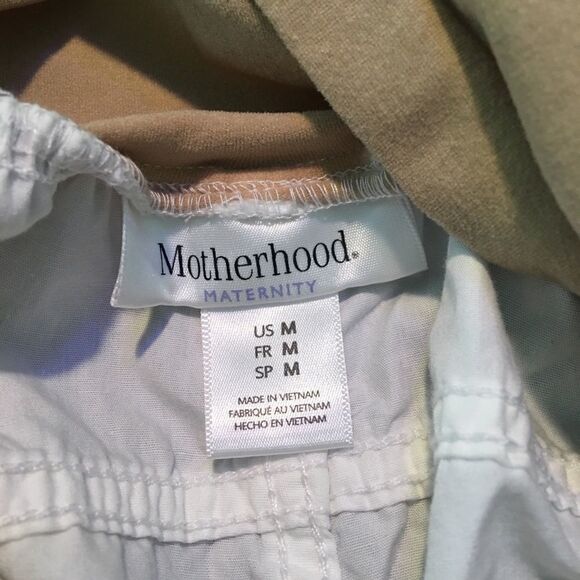 Motherhood®
MATERNITY
US M
FR M
SP M
MADE IN VIETNAM
FABRIQUÉ AU VIETNAM
HECHO EN VIETNAM